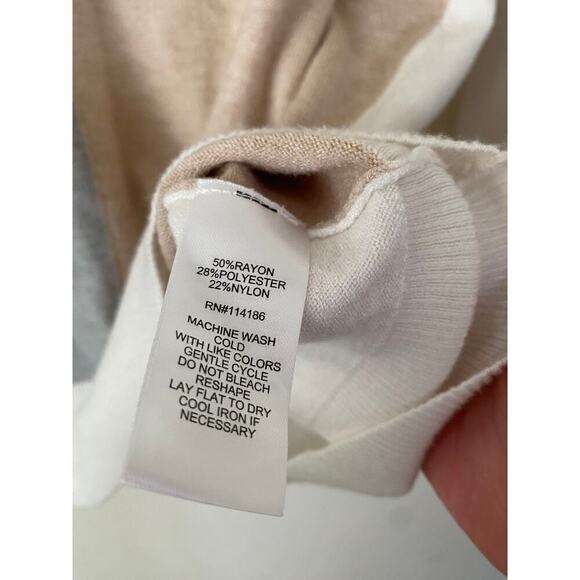 50%RAYON
28%POLYESTER
22%NYLON
RN#114186
MACHINE WASH
COLD
WITH LIKE COLORS
GENTLE CYCLE
DO NOT BLEACH
RESHAPE
LAY FLAT TO DRY
COOL IRON IF
NECESSARY